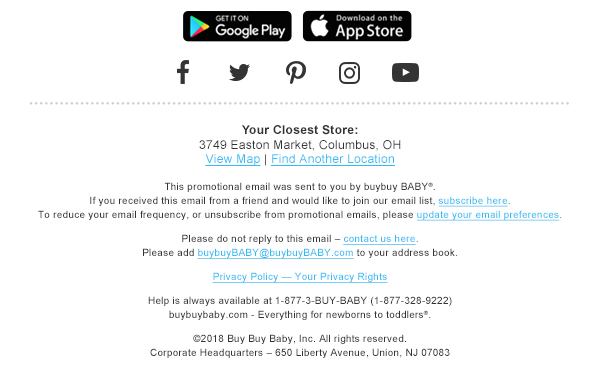 GET IT ON
Google Play
Download on the
App Store
Your Closest Store:
3749 Easton Market, Columbus, OH
View Map | Find Another Location
This promotional email was sent to you by buybuy BABY®.
If you received this email from a friend and would like to join our email list, subscribe here.
To reduce your email frequency, or unsubscribe from promotional emails, please update your email preferences.
Please do not reply to this email – contact us here.
Please add buybuyBABY@buybuyBABY.com to your address book.
Privacy Policy — Your Privacy Rights
Help is always available at 1-877-3-BUY-BABY (1-877-328-9222)
buybuybaby.com - Everything for newborns to toddlers®.
©2018 Buy Buy Baby, Inc. All rights reserved.
Corporate Headquarters – 650 Liberty Avenue, Union, NJ 07083